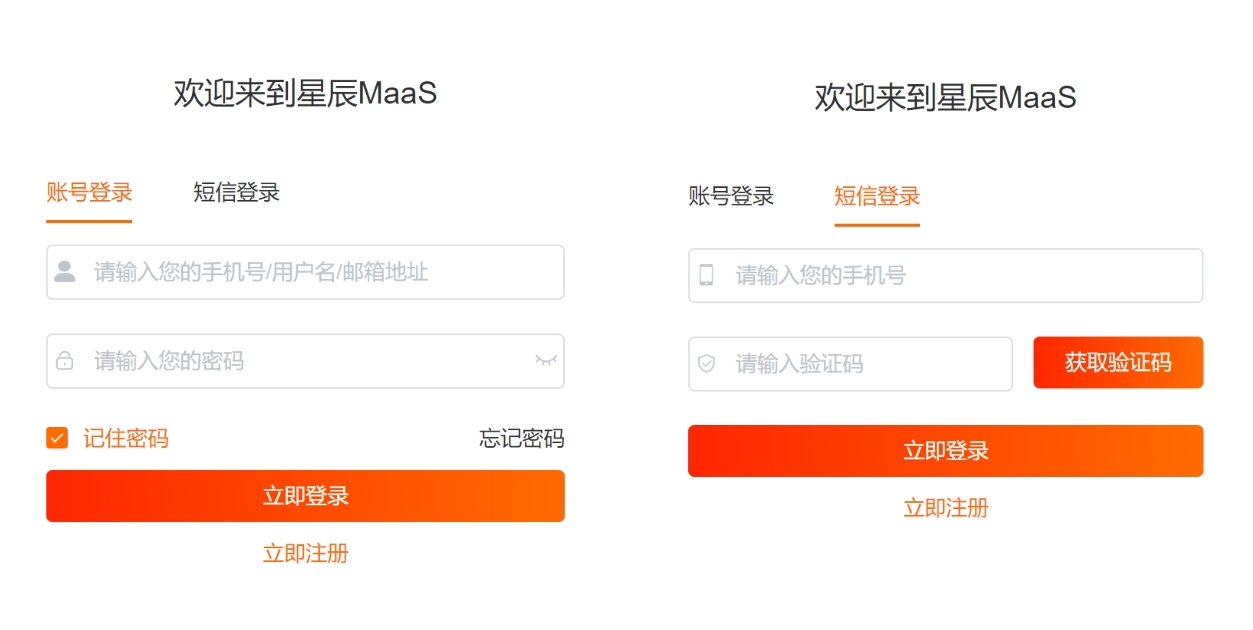 欢迎来到星辰MaaS
账号登录 短信登录
请输入您的手机号/用户名/邮箱地址
请输入您的密码
记住密码 忘记密码
立即登录
立即注册
欢迎来到星辰MaaS
账号登录 短信登录
请输入您的手机号
请输入验证码 获取验证码
立即登录
立即注册